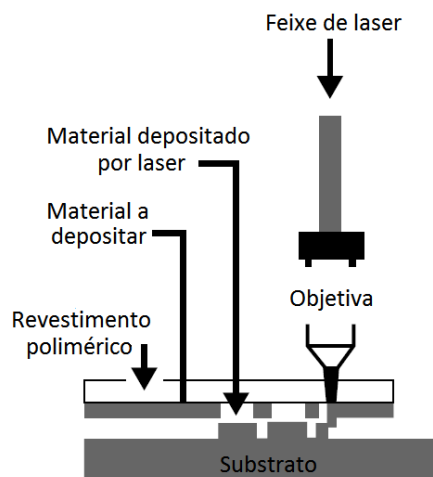 Feixe de laser
Material depositado
por laser
Material a
depositar
Objetiva
Revestimento
polimérico
Substrato